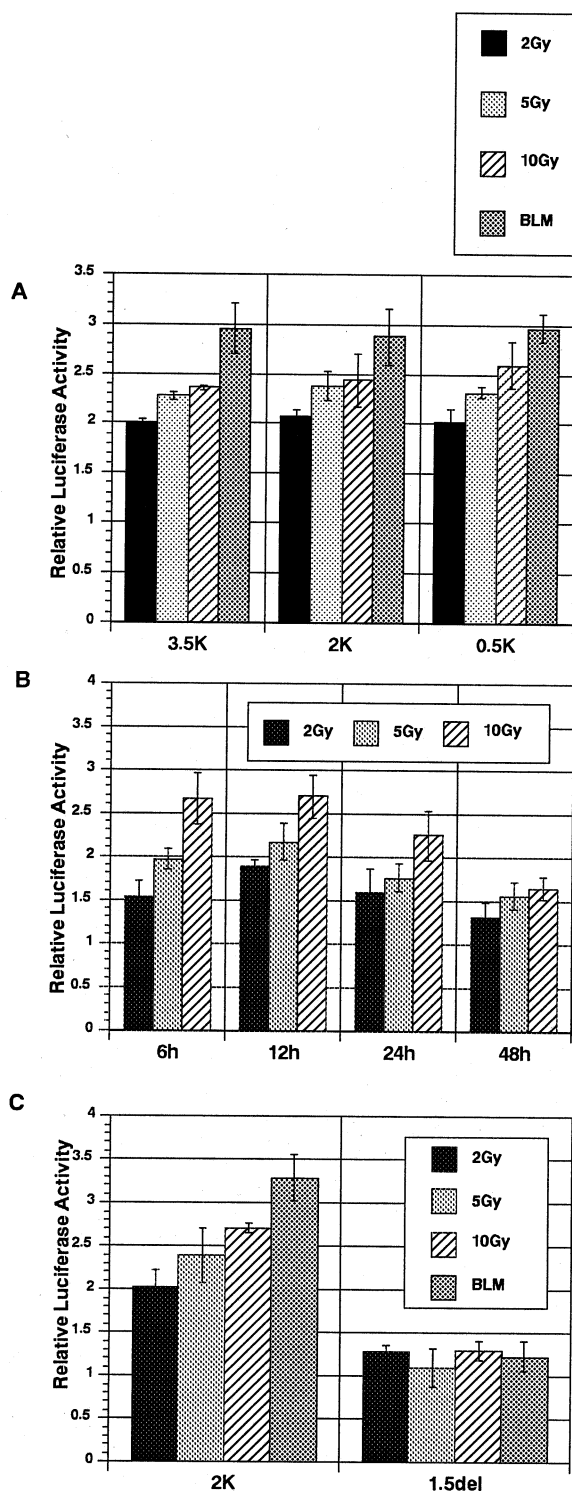 2Gy
5Gy
10Gy
BLM
A
Relative Luciferase Activity
3.5
3
2.5
2
1.5
1
0.5
0
3.5K 2K 0.5K
B
Relative Luciferase Activity
4
3.5
3
2.5
2
1.5
1
0.5
0
2Gy 5Gy 10Gy
6h 12h 24h 48h
C
Relative Luciferase Activity
4
3.5
3
2.5
2
1.5
1
0.5
0
2Gy
5Gy
10Gy
BLM
2K 1.5del